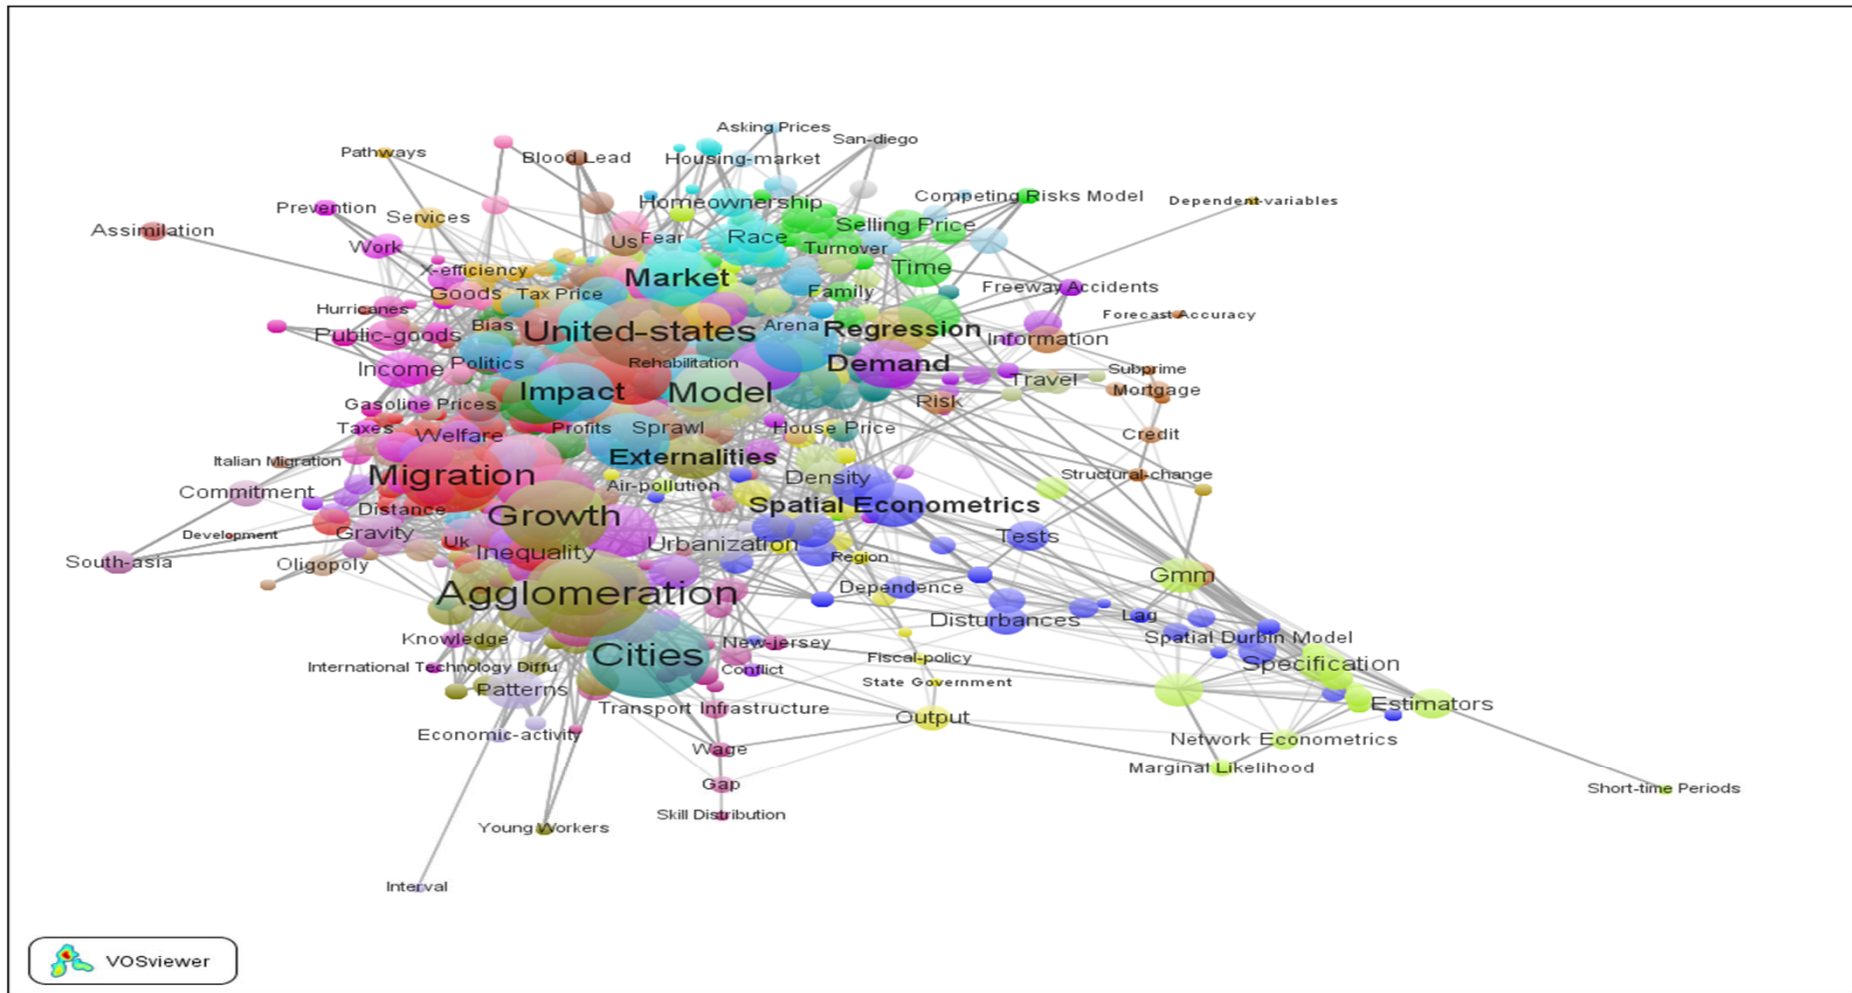 Asking Prices
San-diego
Pathways
Blood Lead
Housing-market
Prevention
Services
Homeownership
Competing Risks Model
Dependent-variables
Assimilation
Work
Us
Fear
Race
Selling Price
Turnover
X-efficiency
Market
Time
Goods
Tax Price
Family
Freeway Accidents
Hurricanes
Public-goods
Bias
United-states
Arena
Regression
Forecast Accuracy
Information
Income
Politics
Rehabilitation
Demand
Subprime
Impact
Model
Travel
Mortgage
Gasoline Prices
Risk
Taxes
Welfare
Profits
Sprawl
House Price
Credit
Italian Migration
Migration
Externalities
Structural-change
Commitment
Air-pollution
Density
Distance
Growth
Spatial Econometrics
Development
Gravity
Uk
Inequality
Urbanization
Tests
South-asia
Oligopoly
Region
Gmm
Agglomeration
Dependence
Disturbances
Lag
Knowledge
Cities
New-jersey
Spatial Durbin Model
International Technology Diffu
Conflict
Fiscal-policy
Specification
Patterns
State Government
Transport Infrastructure
Output
Estimators
Economic-activity
Wage
Network Econometrics
Marginal Likelihood
Gap
Short-time Periods
Skill Distribution
Young Workers
Interval
VOSviewer